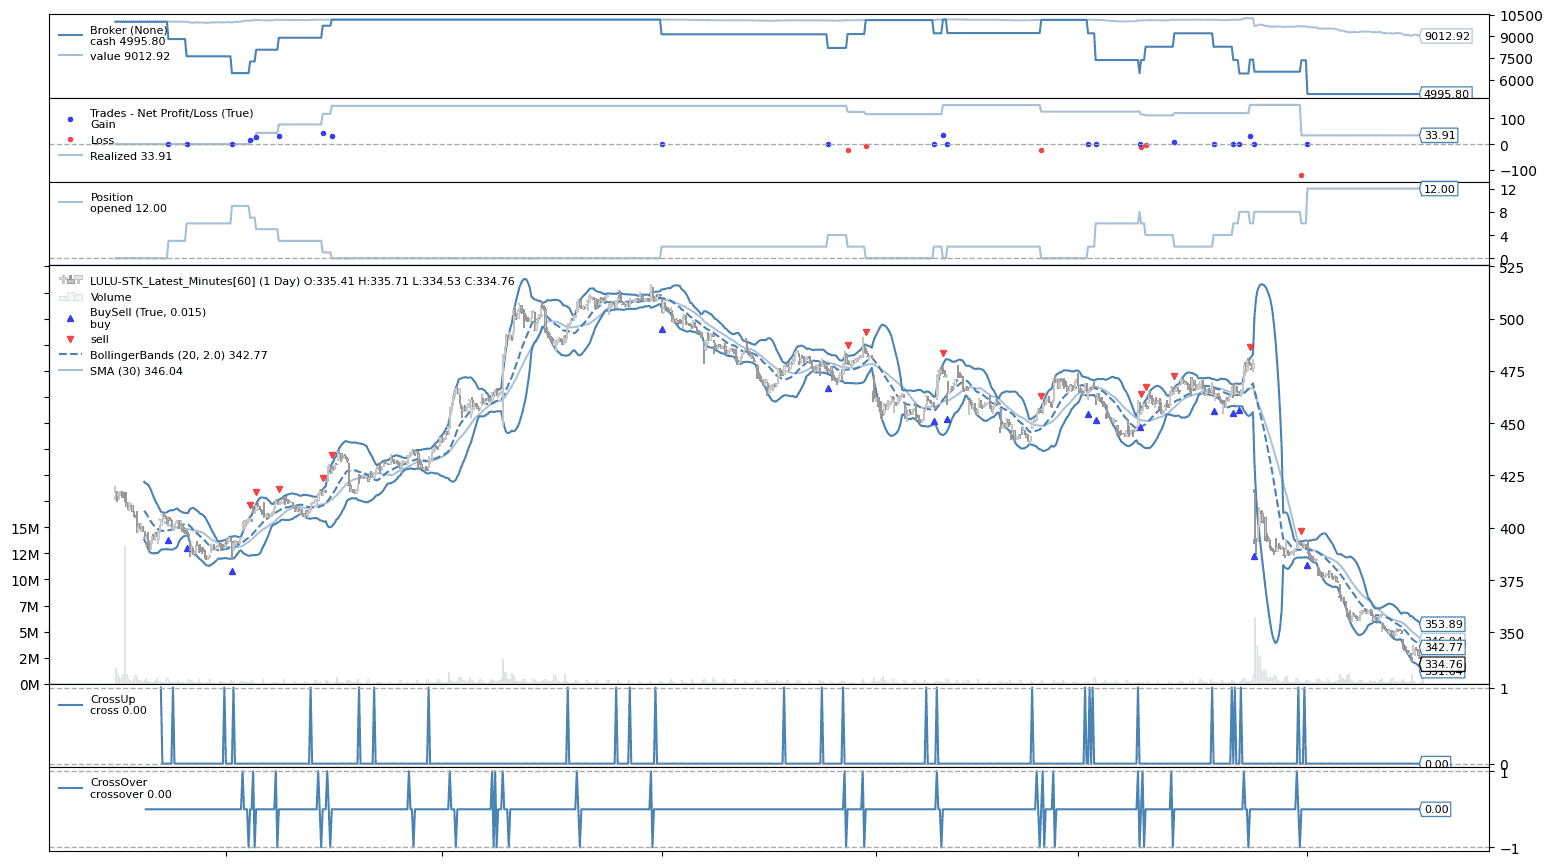 Broker (None)
cash 4995.80
value 9012.92
10500
9000
7500
6000
9012.92
4995.80
Trades - Net Profit/Loss (True)
Gain
Loss
Realized 33.91
100
0
−100
33.91
Position
opened 12.00
12
8
4
0
12.00
LULU-STK_Latest_Minutes[60] (1 Day) O:335.41 H:335.71 L:334.53 C:334.76
Volume
BuySell (True, 0.015)
buy
sell
BollingerBands (20, 2.0) 342.77
SMA (30) 346.04
525
500
475
450
425
400
375
350
15M
12M
10M
7M
5M
2M
0M
353.89
346.04
342.77
334.76
CrossUp
cross 0.00
1
0
0.00
CrossOver
crossover 0.00
1
−1
0.00